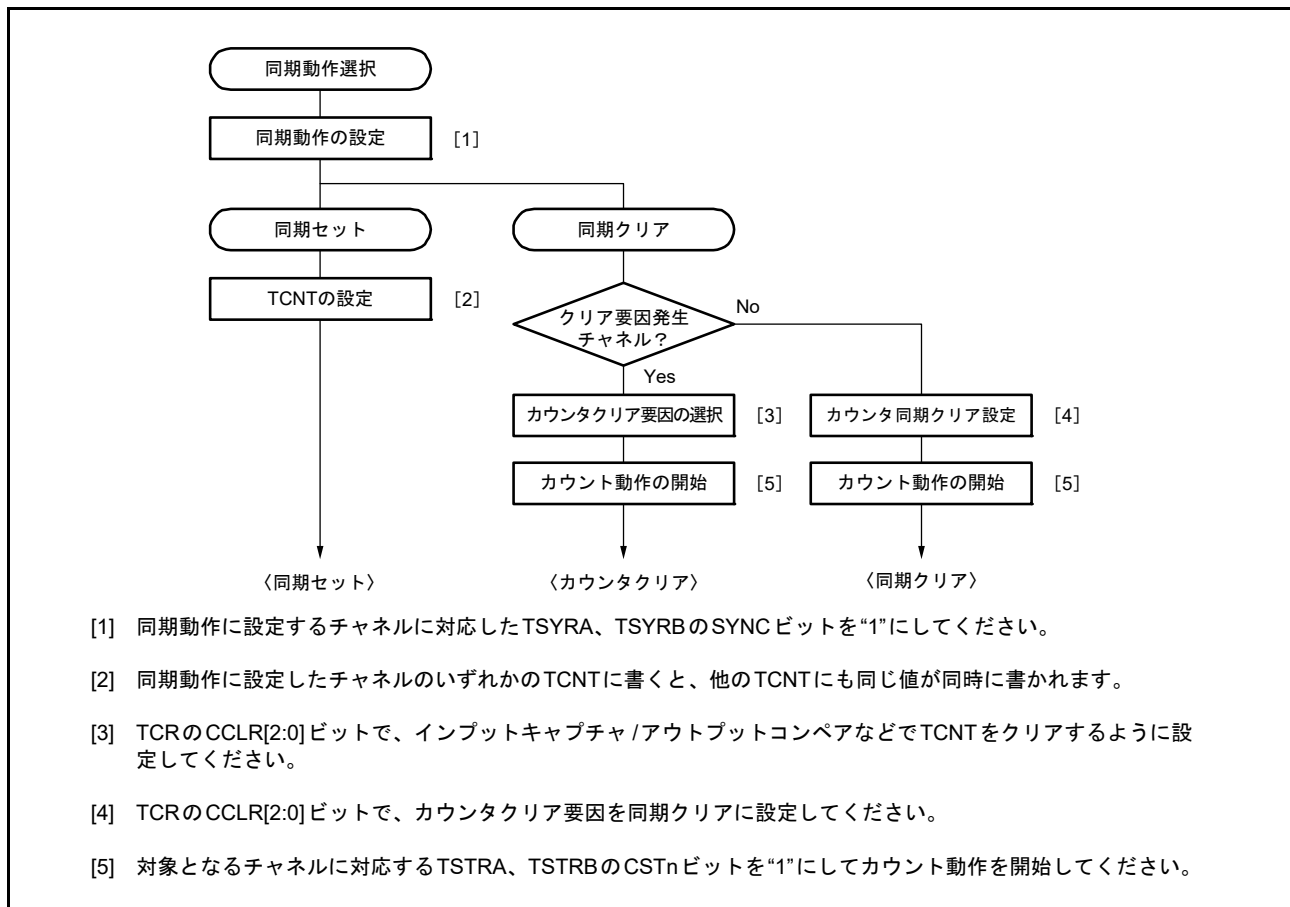 同期動作選択
同期動作の設定 [1]
同期セット 同期クリア
TCNTの設定 [2]
クリア要因発生
チャネル？
No
Yes
カウンタクリア要因の選択 [3] カウンタ同期クリア設定 [4]
カウント動作の開始 [5] カウント動作の開始 [5]
〈同期セット〉 〈カウンタクリア〉 〈同期クリア〉
[1] 同期動作に設定するチャネルに対応したTSYRA、TSYRBのSYNCビットを“1”にしてください。
[2] 同期動作に設定したチャネルのいずれかのTCNTに書くと、他のTCNTにも同じ値が同時に書かれます。
[3] TCRのCCLR[2:0]ビットで、インプットキャプチャ/アウトプットコンペアなどでTCNTをクリアするように設
定してください。
[4] TCRのCCLR[2:0]ビットで、カウンタクリア要因を同期クリアに設定してください。
[5] 対象となるチャネルに対応するTSTRA、TSTRBのCSTnビットを“1”にしてカウント動作を開始してください。